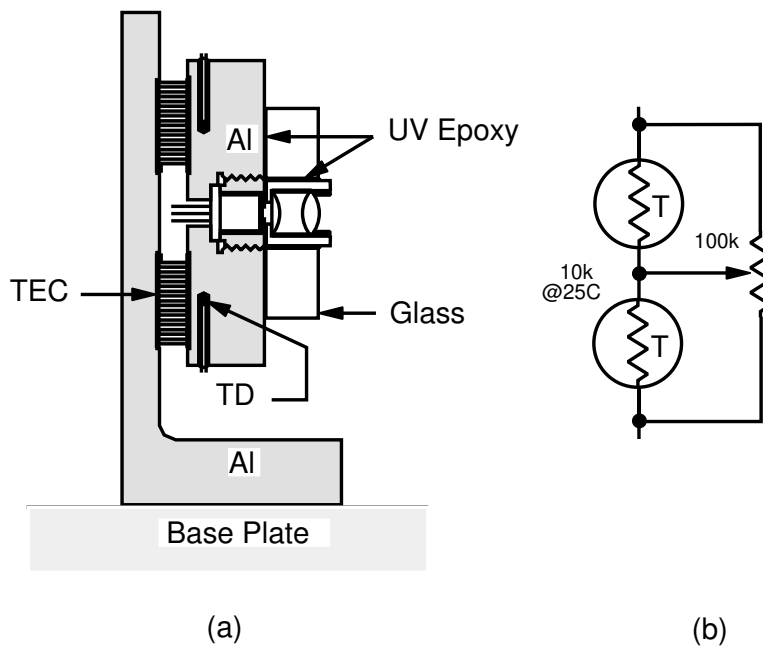 Al
UV Epoxy
TEC
Glass
TD
Al
Base Plate
(a)
T
100k
10k
@25C
T
(b)